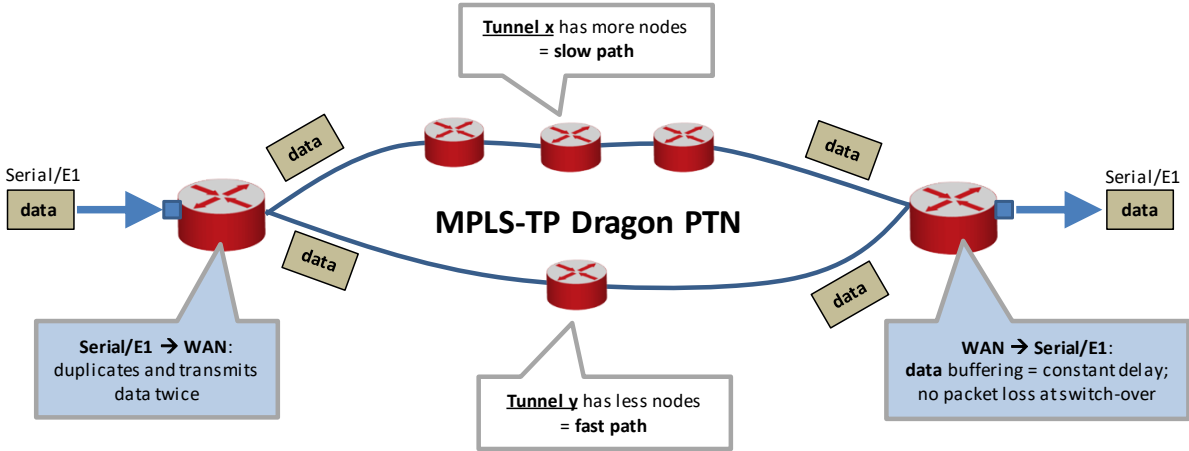 Tunnel x has more nodes
= slow path
data
data
Serial/E1
data
Serial/E1
data
MPLS-TP Dragon PTN
data
data
Serial/E1 → WAN:
duplicates and transmits
data twice
Tunnel y has less nodes
= fast path
WAN → Serial/E1:
data buffering = constant delay;
no packet loss at switch-over